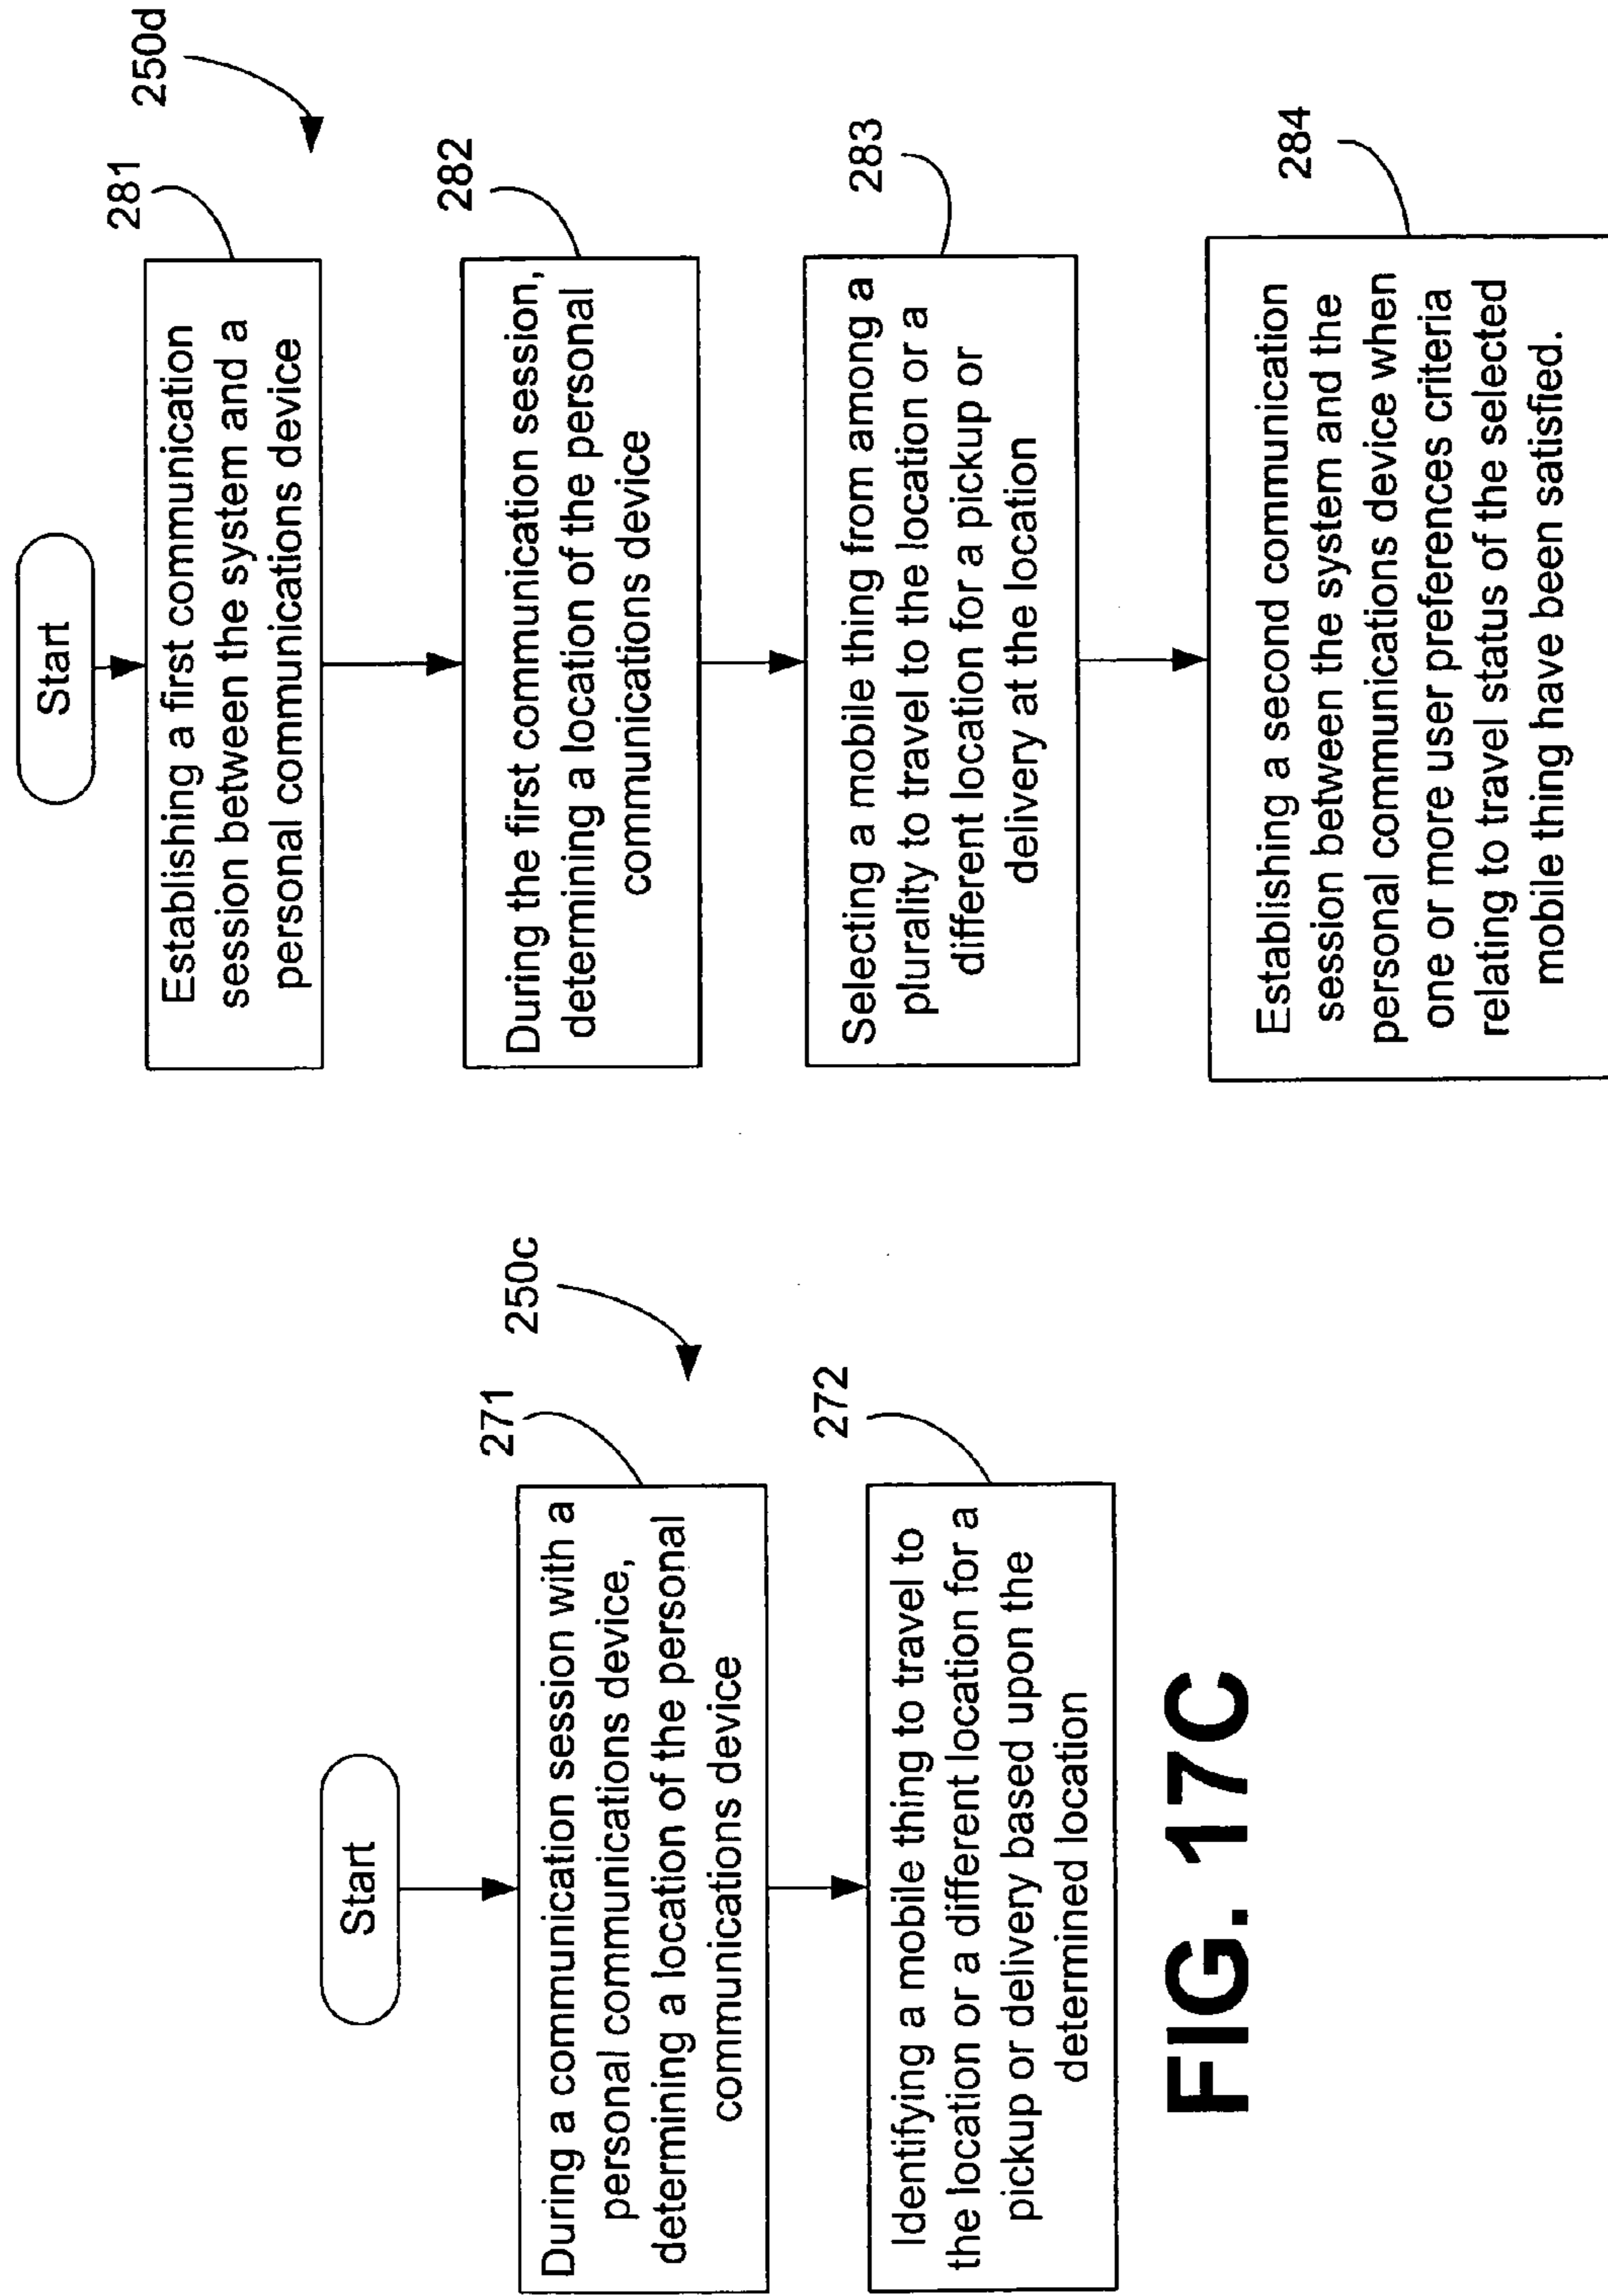 Start
271
250c
During a communication session with a
personal communications device,
determining a location of the personal
communications device
272
Identifying a mobile thing to travel to
the location or a different location for a
pickup or delivery based upon the
determined location
FIG. 17C
Start
281
250d
Establishing a first communication
session between the system and a
personal communications device
282
During the first communication session,
determining a location of the personal
communications device
283
Selecting a mobile thing from among a
plurality to travel to the location or a
different location for a pickup or
delivery at the location
284
Establishing a second communication
session between the system and the
personal communications device when
one or more user preferences criteria
relating to travel status of the selected
mobile thing have been satisfied.